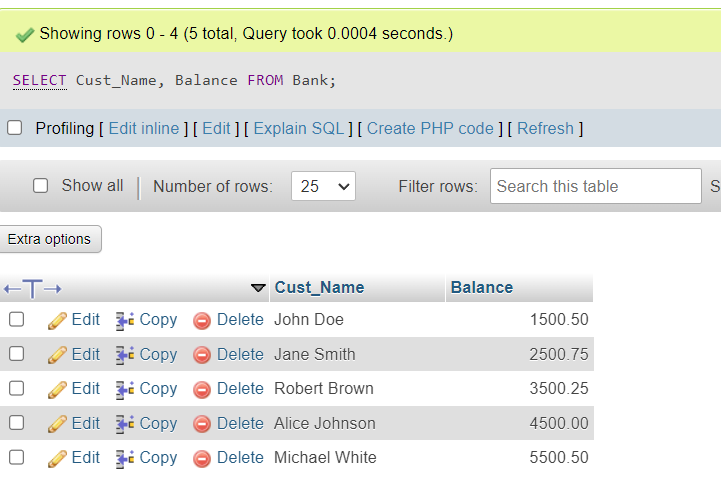 Showing rows 0 - 4 (5 total, Query took 0.0004 seconds.)
SELECT Cust_Name, Balance FROM Bank;
Profiling [ Edit inline ] [ Edit ] [ Explain SQL ] [ Create PHP code ] [ Refresh ]
Show all Number of rows: 25 Filter rows: Search this table S
Extra options
←T→ Cust_Name Balance
Edit Copy Delete John Doe 1500.50
Edit Copy Delete Jane Smith 2500.75
Edit Copy Delete Robert Brown 3500.25
Edit Copy Delete Alice Johnson 4500.00
Edit Copy Delete Michael White 5500.50